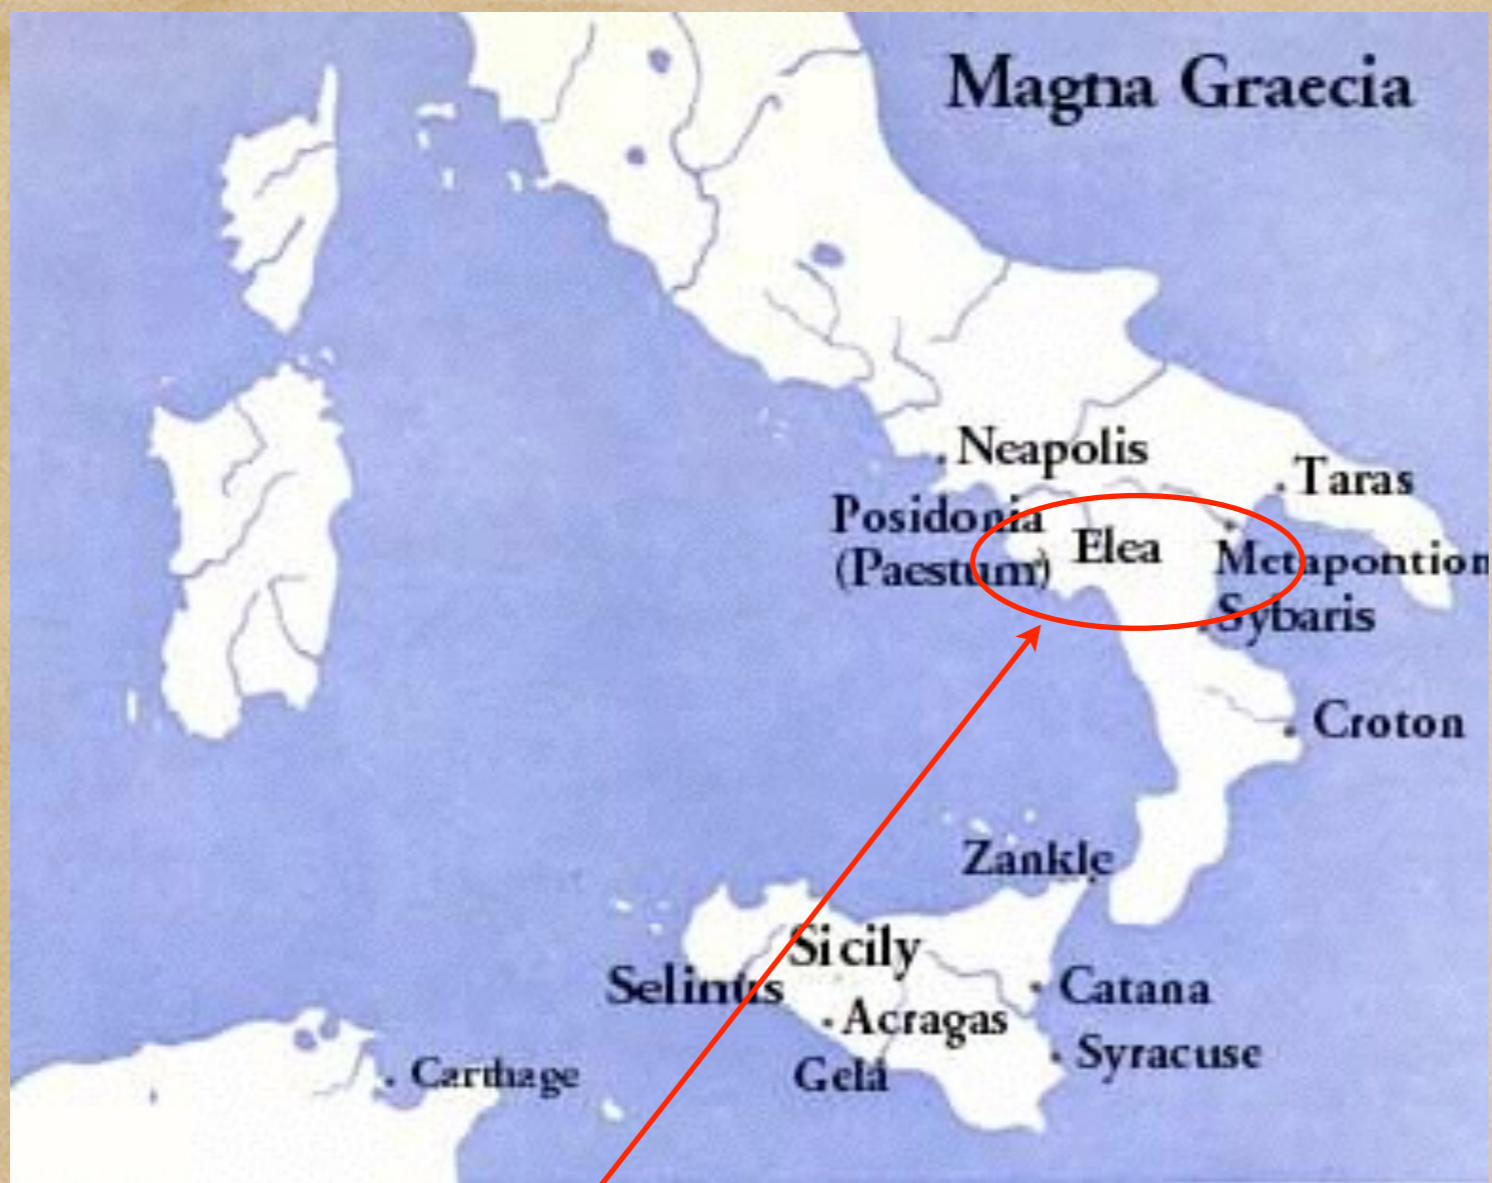 Magna Graecia
Neapolis
Taras
Posidonia
(Paestum)
Elea
Metapontion
Sybaris
Croton
Zankle
Sicily
Selinus
Catana
Acragas
Syracuse
Gela
Carthage